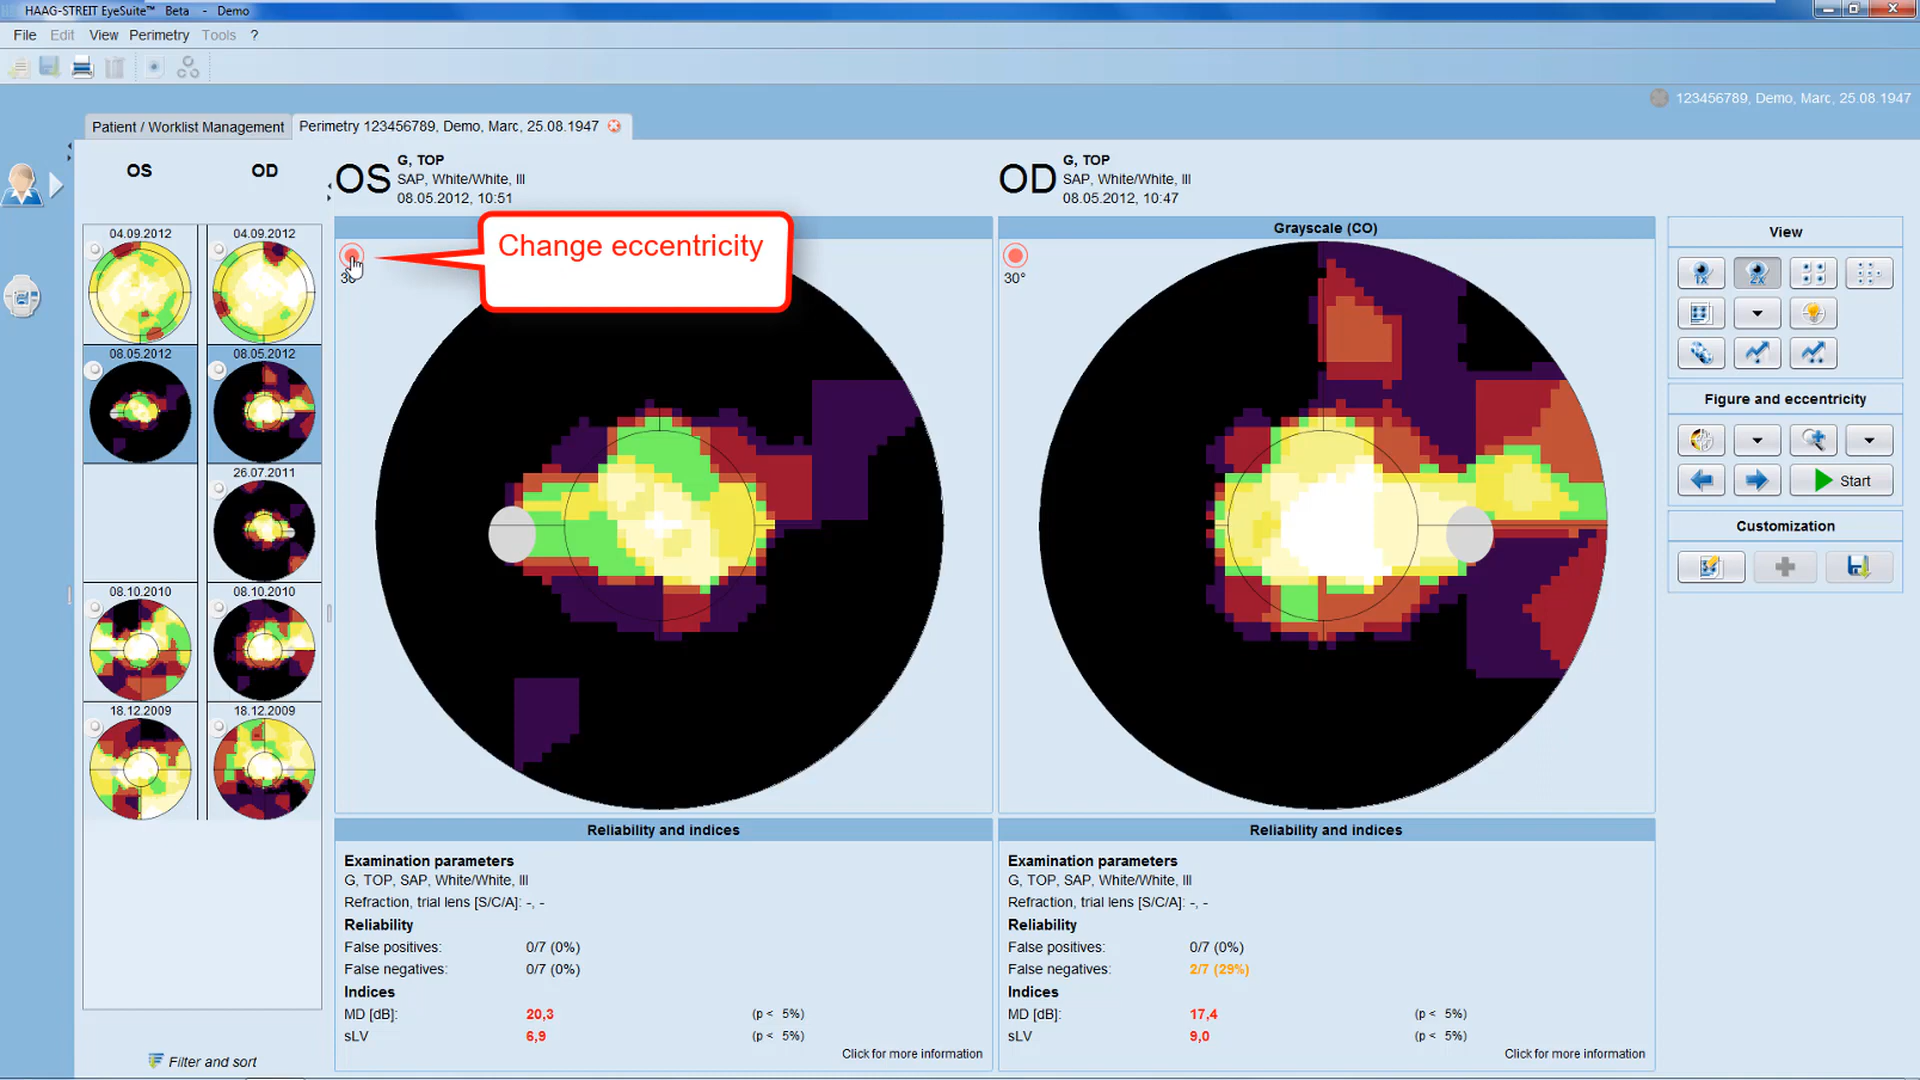 HAAG-STREIT EyeSuite™ Beta - Demo
File Edit View Perimetry Tools ?
123456789, Demo, Marc, 25.08.1947
Patient / Worklist Management
Perimetry 123456789, Demo, Marc, 25.08.1947
OS OD
04.09.2012 04.09.2012
08.05.2012 08.05.2012
26.07.2011
08.10.2010 08.10.2010
18.12.2009 18.12.2009
Filter and sort
OS
G, TOP
SAP, White/White, III
08.05.2012, 10:51
Change eccentricity
30°
Reliability and indices
Examination parameters
G, TOP, SAP, White/White, III
Refraction, trial lens [S/C/A]: -, -
Reliability
False positives: 0/7 (0%)
False negatives: 0/7 (0%)
Indices
MD [dB]: 20,3 (p < 5%)
sLV 6,9 (p < 5%)
Click for more information
OD
G, TOP
SAP, White/White, III
08.05.2012, 10:47
Grayscale (CO)
30°
Reliability and indices
Examination parameters
G, TOP, SAP, White/White, III
Refraction, trial lens [S/C/A]: -, -
Reliability
False positives: 0/7 (0%)
False negatives: 2/7 (29%)
Indices
MD [dB]: 17,4 (p < 5%)
sLV 9,0 (p < 5%)
Click for more information
View
1x 2x
Figure and eccentricity
Start
Customization